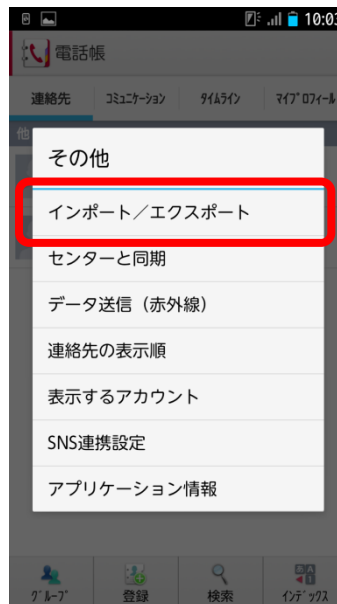 10:03
電話帳
連絡先 コミュニケーション タイムライン マイプロフィール
他
その他
インポート／エクスポート
センターと同期
データ送信（赤外線）
連絡先の表示順
表示するアカウント
SNS連携設定
アプリケーション情報
グループ 登録 検索 インデックス